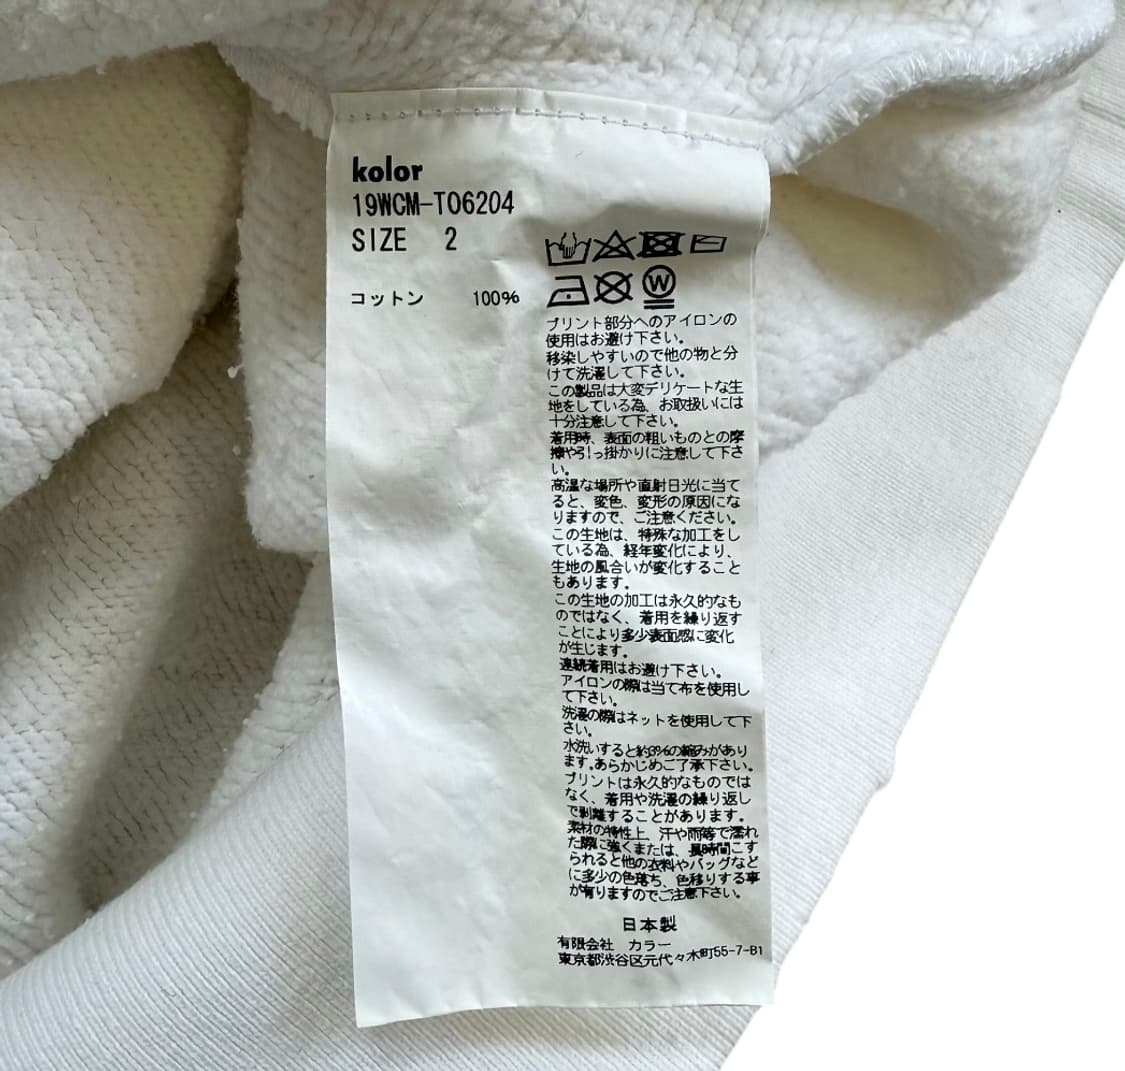 kolor
19WCM-T06204
SIZE 2
コットン 100%
W
プリント部分へのアイロンの
使用はお避け下さい。
移染しやすいので他の物と分
けて洗濯して下さい。
この製品は大変デリケートな生
地をしている為、お取扱いには
十分注意して下さい。
着用時、表面の粗いものとの摩
擦や引っ掛かりに注意して下さ
い。
高温な場所や直射日光に当て
ると、変色、変形の原因にな
りますので、ご注意ください。
この生地は、特殊な加工をし
ている為、経年変化により、
生地の風合いが変化すること
もあります。
この生地の加工は永久的なも
のではなく、着用を繰り返す
ことにより多少表面感に変化
が生じます。
連続着用はお避け下さい。
アイロンの際は当て布を使用し
て下さい。
洗濯の際はネットを使用して下
さい。
水洗いすると約3%の縮みがあり
ます。あらかじめご了承下さい。
プリントは永久的なものでは
なく、着用や洗濯の繰り返し
で剥離することがあります。
素材の特性上、汗や雨等で濡れ
た際に強くまたは、長時間こす
られると他の衣料やバッグなど
に多少の色落ち、色移りする事
が有りますのでご注意下さい。
日本製
有限会社 カラー
東京都渋谷区元代々木町55-7-B1